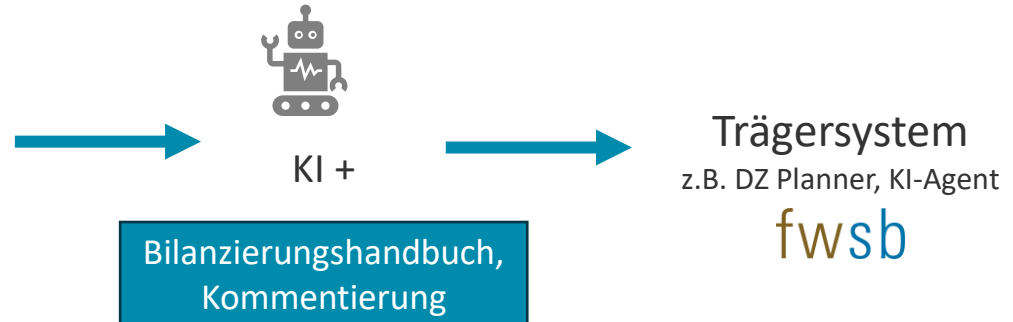 KI +
Bilanzierungshandbuch,
Kommentierung
Trägersystem
z.B. DZ Planner, KI-Agent
fwsb